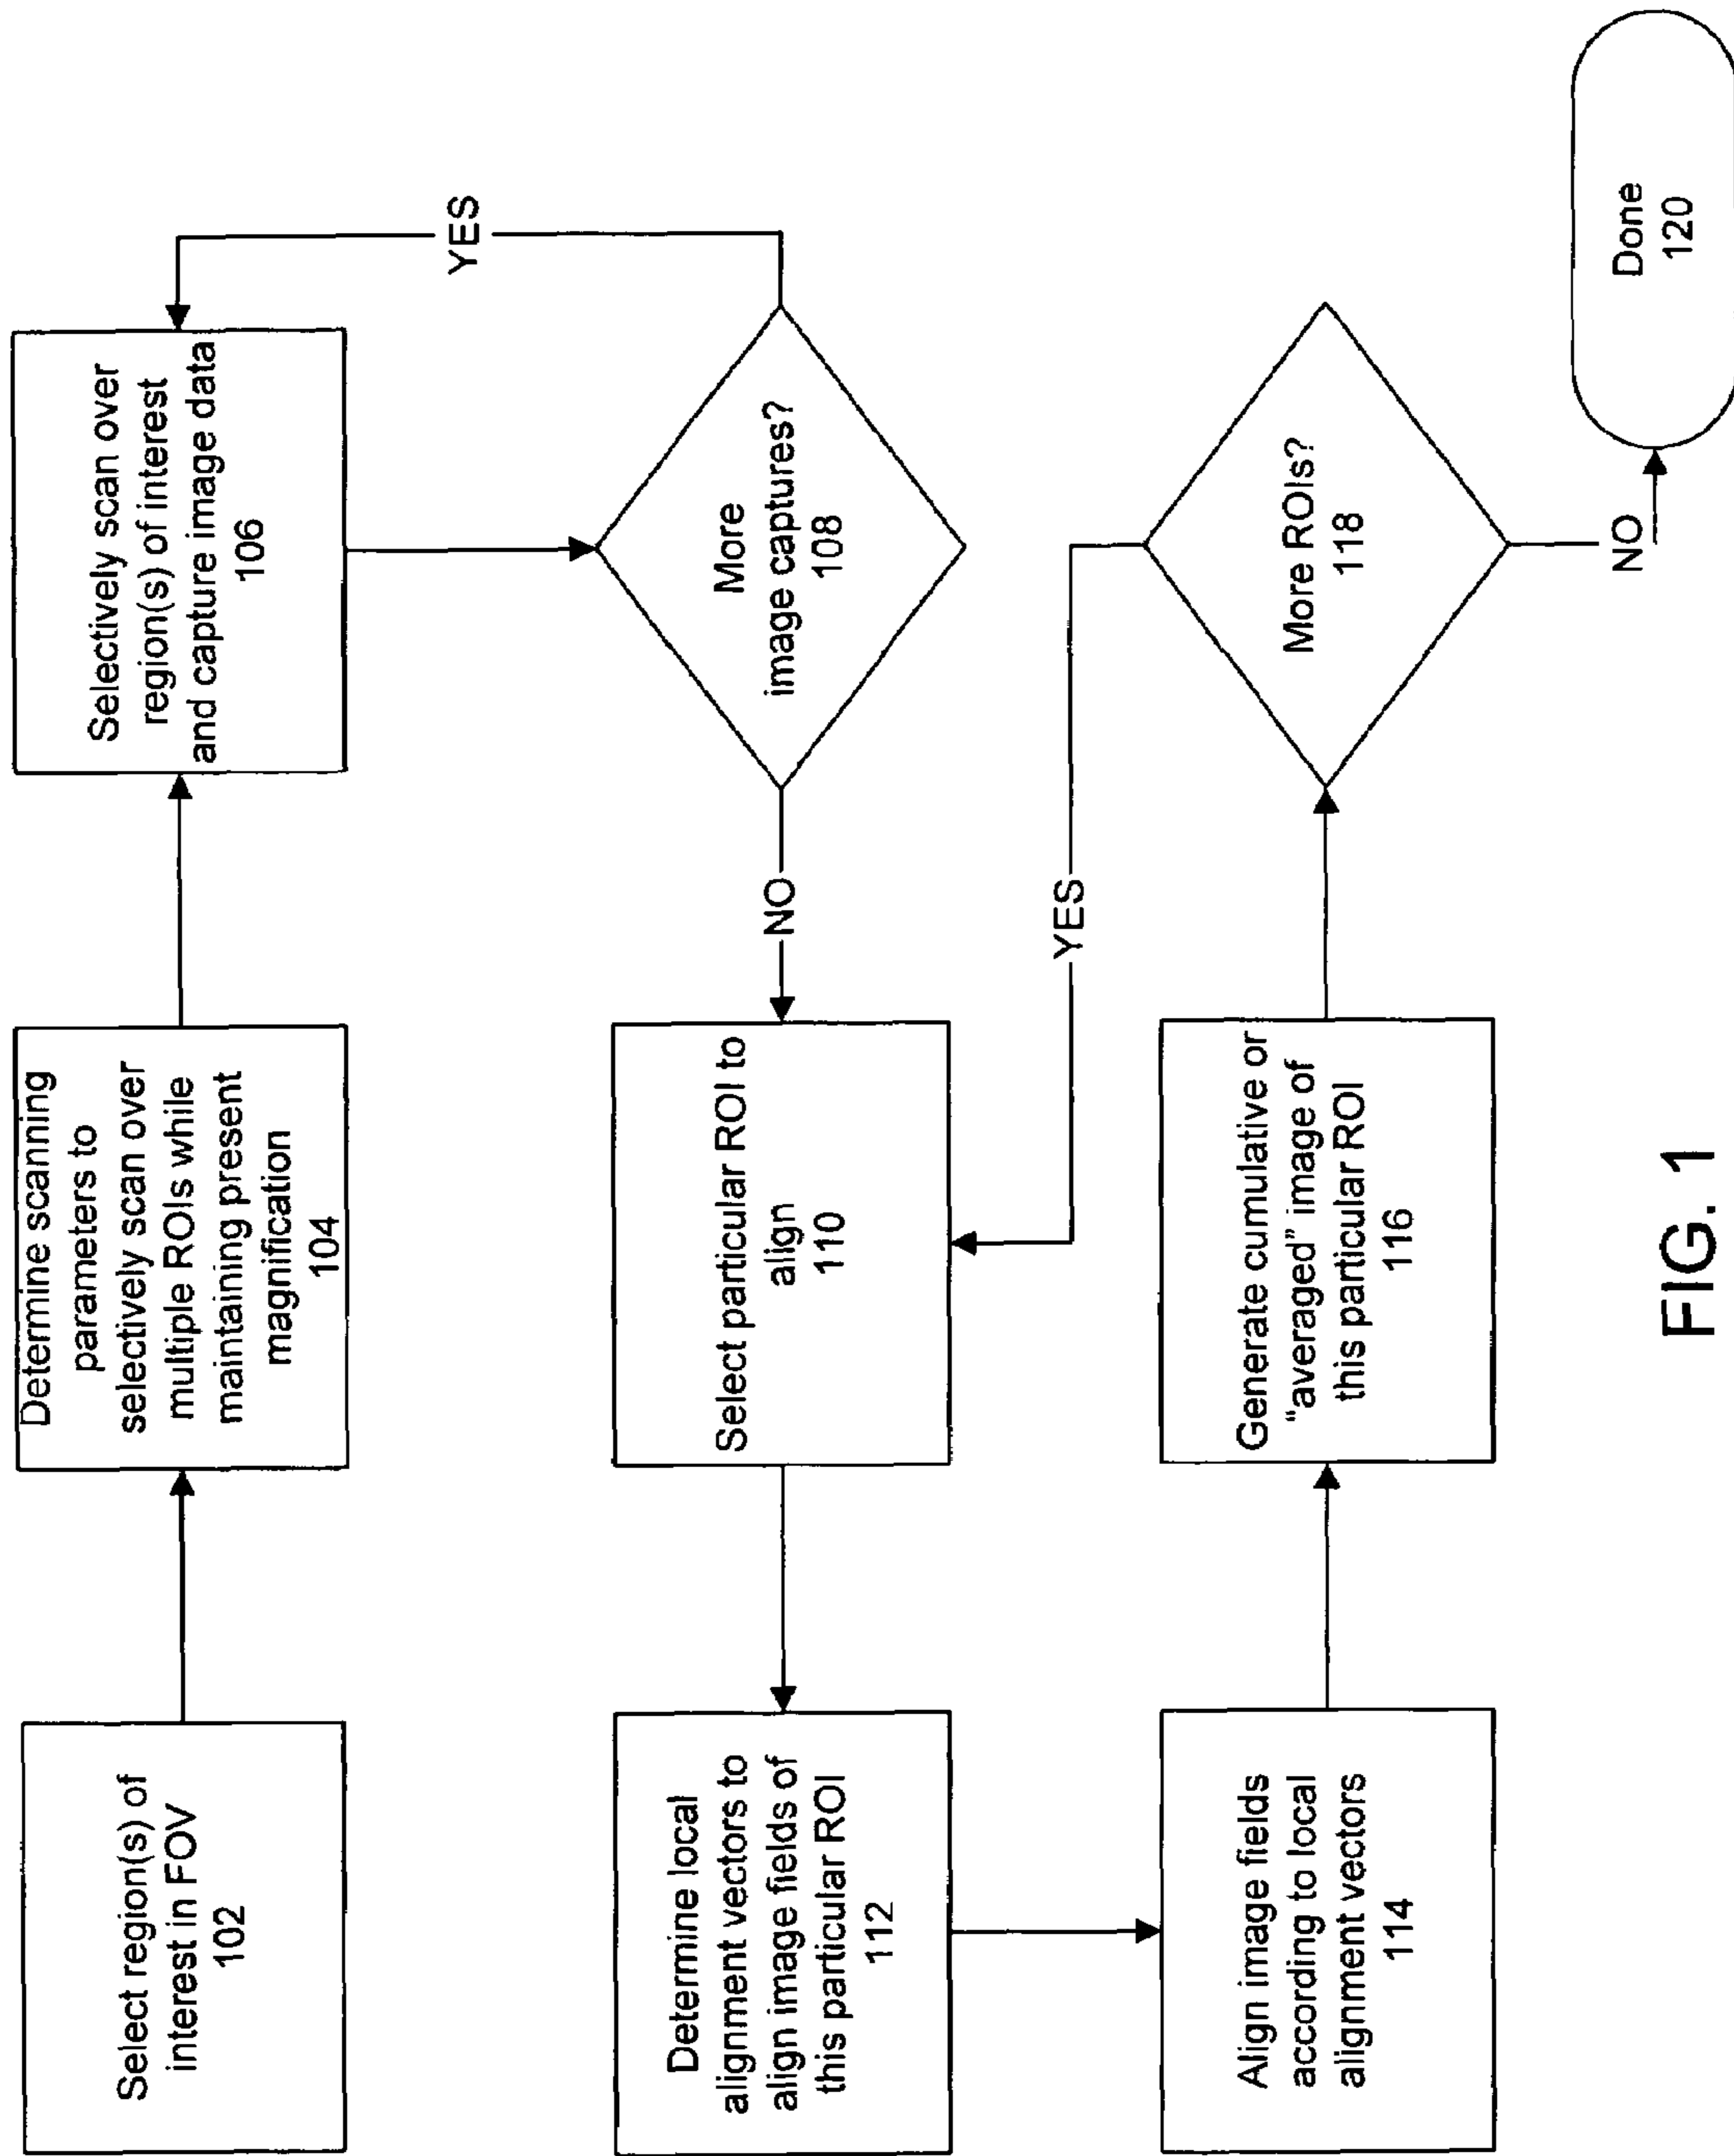 Select region(s) of
interest in FOV
102
Determine scanning
parameters to
selectively scan over
multiple ROIs while
maintaining present
magnification
104
Selectively scan over
region(s) of interest
and capture image data
106
YES
More
image captures?
108
NO
Select particular ROI to
align
110
Determine local
alignment vectors to
align image fields of
this particular ROI
112
Align image fields
according to local
alignment vectors
114
Generate cumulative or
“averaged” image of
this particular ROI
116
More ROIs?
118
YES
NO
Done
120
FIG. 1